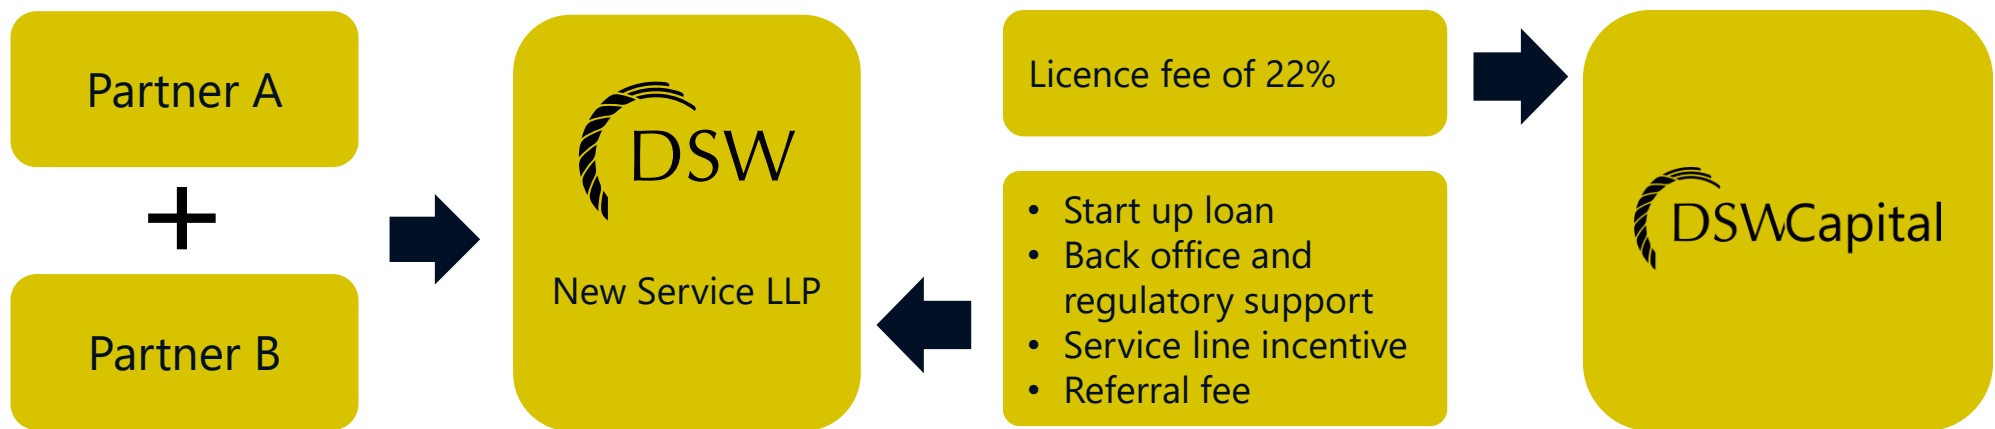 Partner A
+
Partner B
DSW
New Service LLP
Licence fee of 22%
• Start up loan
• Back office and
regulatory support
• Service line incentive
• Referral fee
DSWCapital